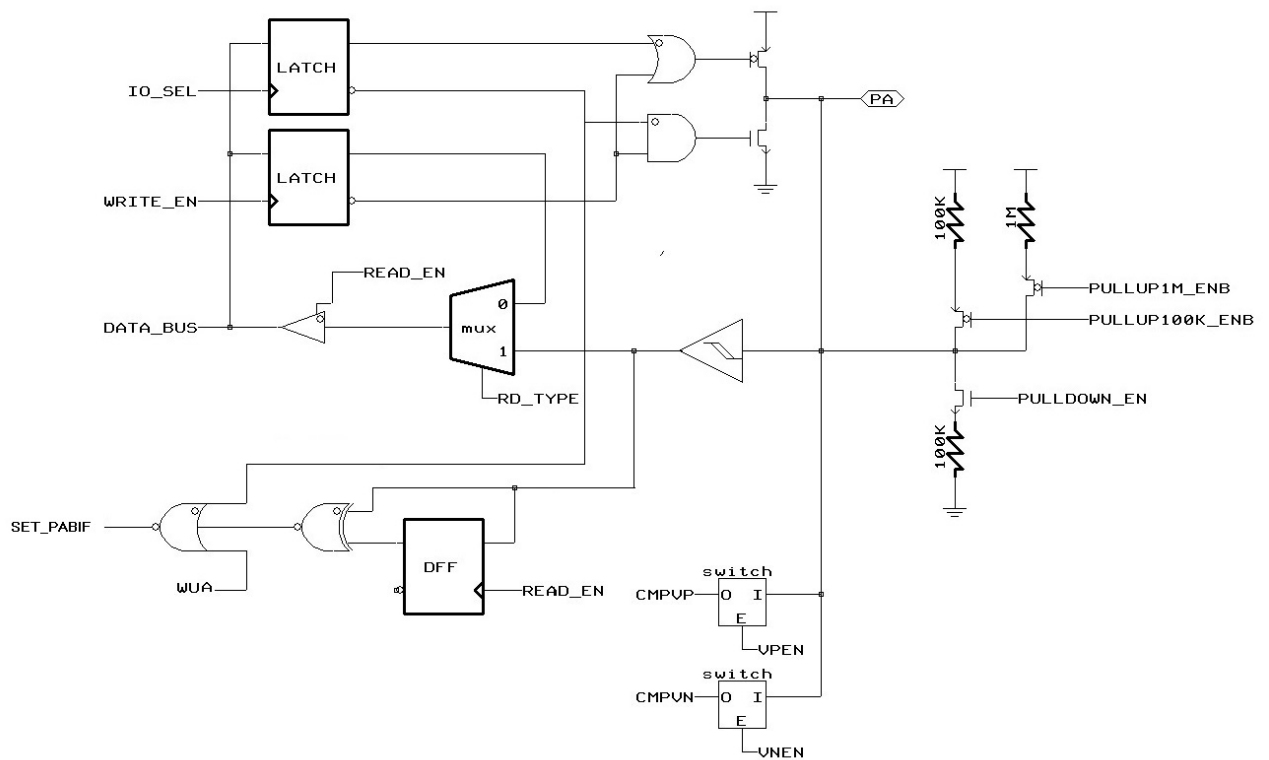 LATCH
IO_SEL
PA
LATCH
WRITE_EN
100K
1M
READ_EN
PULLUP1M_ENB
0
PULLUP100K_ENB
DATA_BUS
mux
1
RD_TYPE
PULLDOWN_EN
100K
SET_PABIF
DFF
switch
WUA
READ_EN
CMPVP
O I
E
VPEN
switch
CMPVN
O I
E
VNEN